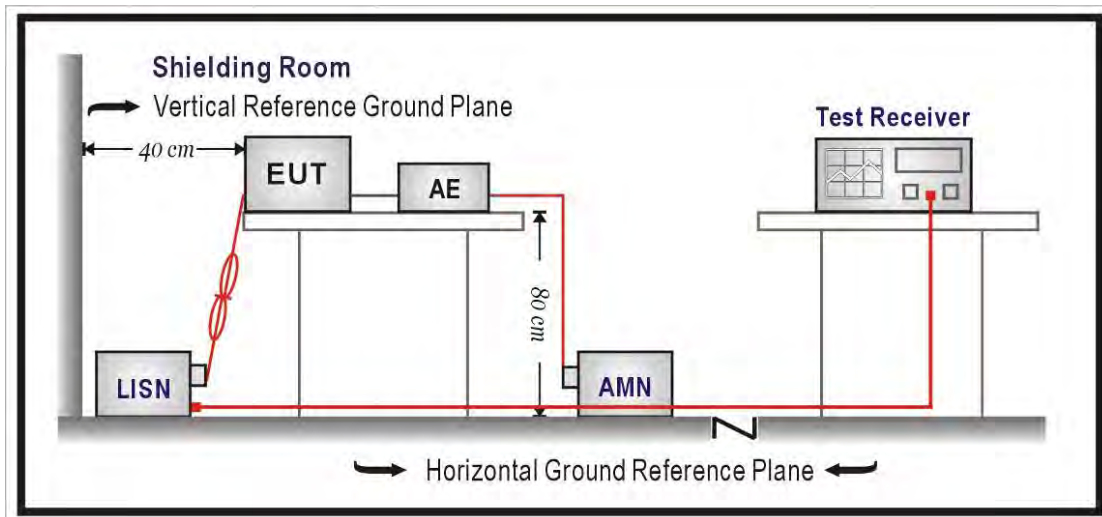 Shielding Room
Vertical Reference Ground Plane
Test Receiver
40 cm
EUT
AE
80 cm
LISN
AMN
Horizontal Ground Reference Plane